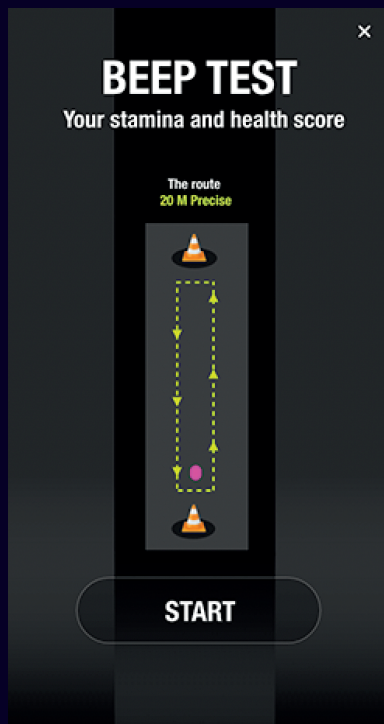 BEEP TEST
Your stamina and health score
The route
20 M Precise
START